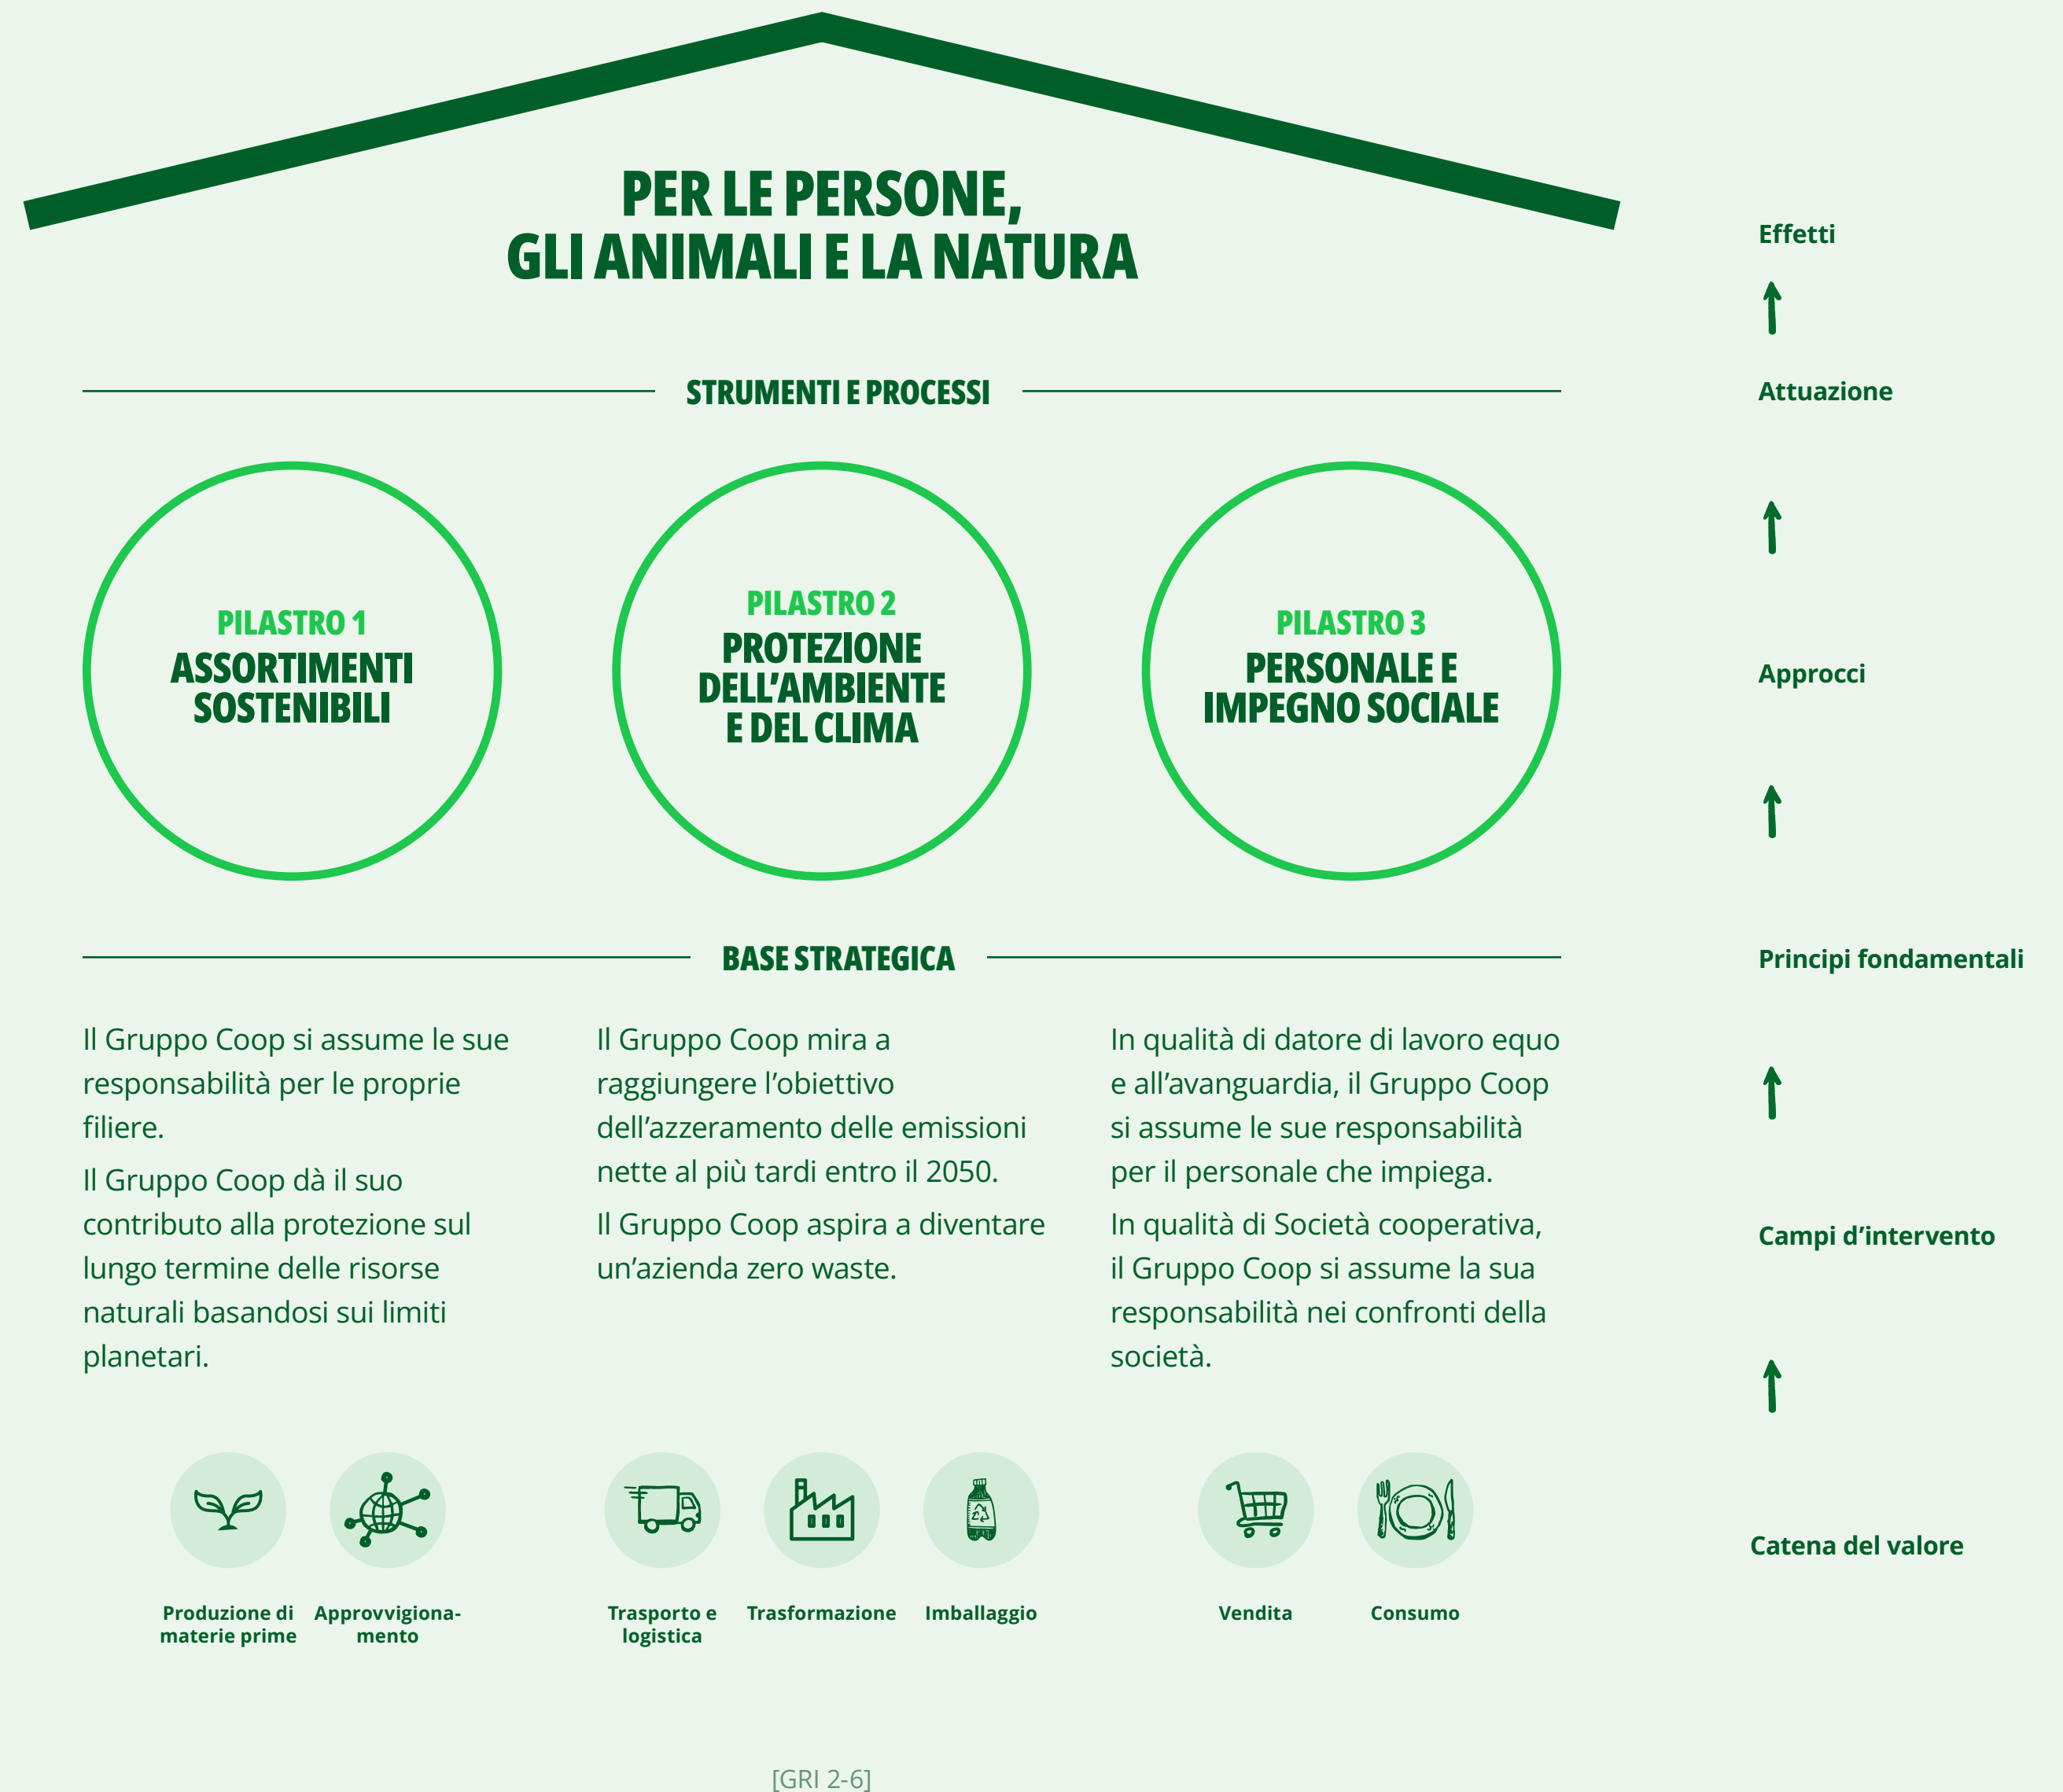 PER LE PERSONE,
GLI ANIMALI E LA NATURA
Effetti
STRUMENTI E PROCESSI
Attuazione
PILASTRO 1
ASSORTIMENTI
SOSTENIBILI
PILASTRO 2
PROTEZIONE
DELL’AMBIENTE
E DEL CLIMA
PILASTRO 3
PERSONALE E
IMPEGNO SOCIALE
Approcci
BASE STRATEGICA
Principi fondamentali
Il Gruppo Coop si assume le sue
responsabilità per le proprie
filiere.
Il Gruppo Coop dà il suo
contributo alla protezione sul
lungo termine delle risorse
naturali basandosi sui limiti
planetari.
Il Gruppo Coop mira a
raggiungere l’obiettivo
dell’azzeramento delle emissioni
nette al più tardi entro il 2050.
Il Gruppo Coop aspira a diventare
un’azienda zero waste.
In qualità di datore di lavoro equo
e all’avanguardia, il Gruppo Coop
si assume le sue responsabilità
per il personale che impiega.
In qualità di Società cooperativa,
il Gruppo Coop si assume la sua
responsabilità nei confronti della
società.
Campi d’intervento
Produzione di
materie prime
Approvvigiona-
mento
Trasporto e
logistica
Trasformazione
Imballaggio
Vendita
Consumo
Catena del valore
[GRI 2-6]